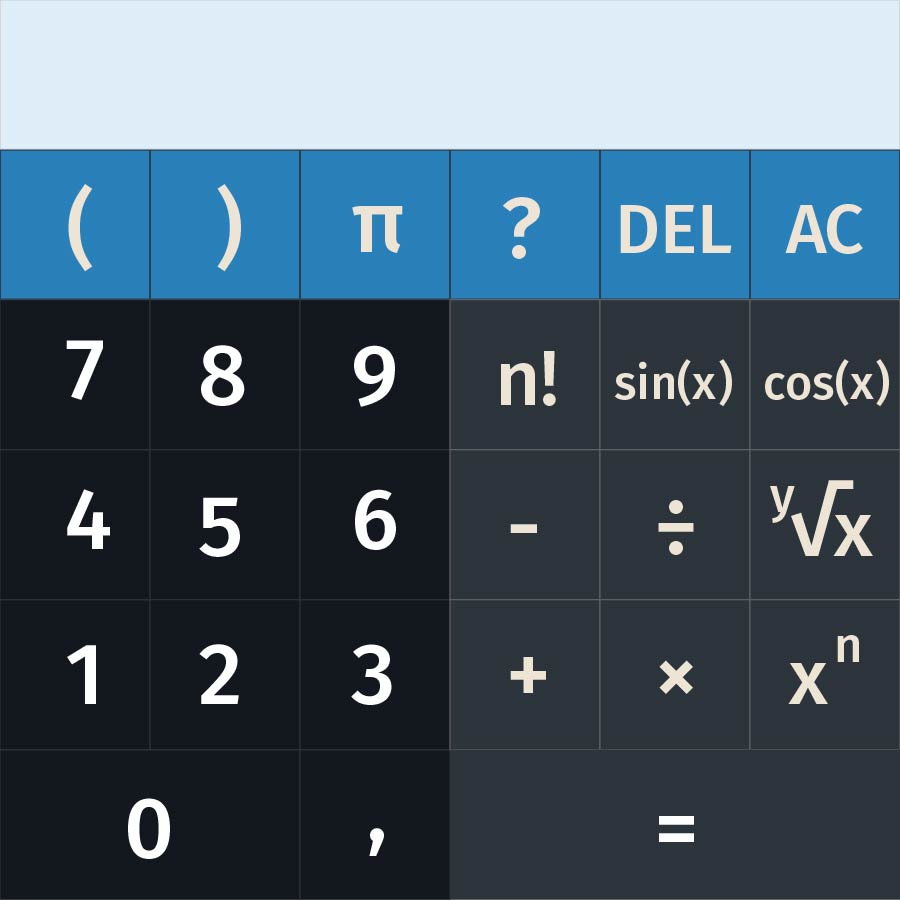 ( ) π ? DEL AC
7 8 9 n! sin(x) cos(x)
4 5 6 - ÷ ʸ√x
1 2 3 + × xⁿ
0 , =